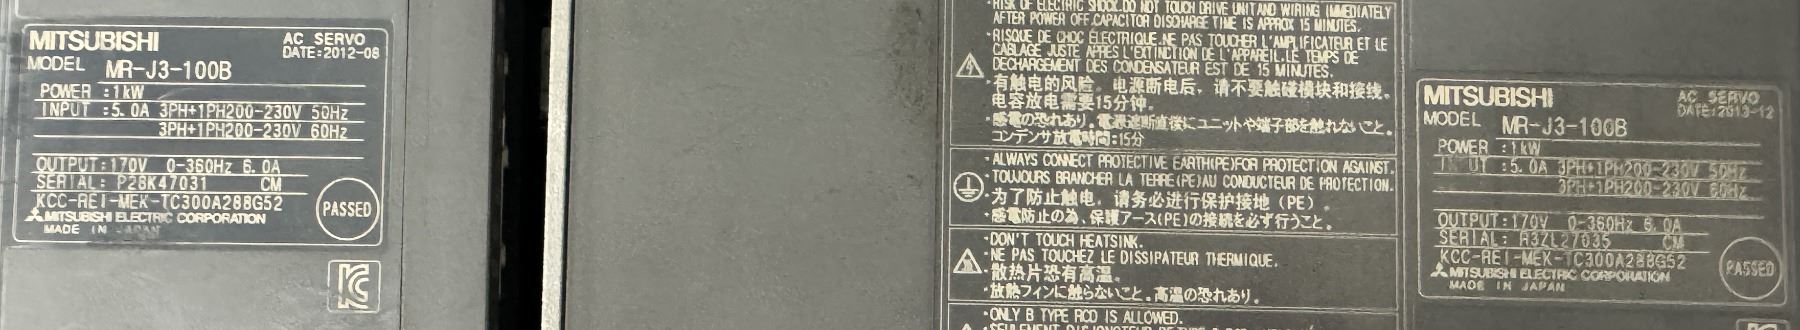 MITSUBISHI
AC SERVO
DATE:2012-08
MODEL MR-J3-100B
POWER :1kW
INPUT :5.0A 3PH+1PH200-230V 50Hz
3PH+1PH200-230V 60Hz
OUTPUT:170V 0-360Hz 6.0A
SERIAL: P28K47031 CM
KCC-REI-MEK-TC300A288G52
PASSED
MITSUBISHI ELECTRIC CORPORATION
MADE IN JAPAN
·RISK OF ELECTRIC SHOCK.DO NOT TOUCH DRIVE UNIT AND WIRING IMMEDIATELY
AFTER POWER OFF.CAPACITOR DISCHARGE TIME IS APPROX 15 MINUTES.
·RISQUE DE CHOC ÉLECTRIQUE.NE PAS TOUCHER L'AMPLIFICATEUR ET LE
CABLAGE JUSTE APRÈS L'EXTINCTION DE L'APPAREIL.LE TEMPS DE
DECHARGEMENT DES CONDENSATEUR EST DE 15 MINUTES.
·有触电的风险。电源断电后，请不要触碰模块和接线。
电容放电需要15分钟。
·感電の恐れあり。電源遮断直後にユニットや端子部を触れないこと。
コンデンサ放電時間:15分
·ALWAYS CONNECT PROTECTIVE EARTH(PE)FOR PROTECTION AGAINST.
·TOUJOURS BRANCHER LA TERRE(PE)AU CONDUCTEUR DE PROTECTION.
·为了防止触电，请务必进行保护接地（PE）。
·感電防止の為、保護アース(PE)の接続を必ず行うこと。
·DON'T TOUCH HEATSINK.
·NE PAS TOUCHEZ LE DISSIPATEUR THERMIQUE.
·散热片恐有高温。
·放熱フィンに触らないこと。高温の恐れあり。
·ONLY B TYPE RCD IS ALLOWED.
MITSUBISHI
AC SERVO
DATE:2013-12
MODEL MR-J3-100B
POWER :1kW
INPUT :5.0A 3PH+1PH200-230V 50Hz
3PH+1PH200-230V 60Hz
OUTPUT:170V 0-360Hz 6.0A
SERIAL: A3ZL27035 CM
KCC-REI-MEK-TC300A288G52
PASSED
MITSUBISHI ELECTRIC CORPORATION
MADE IN JAPAN